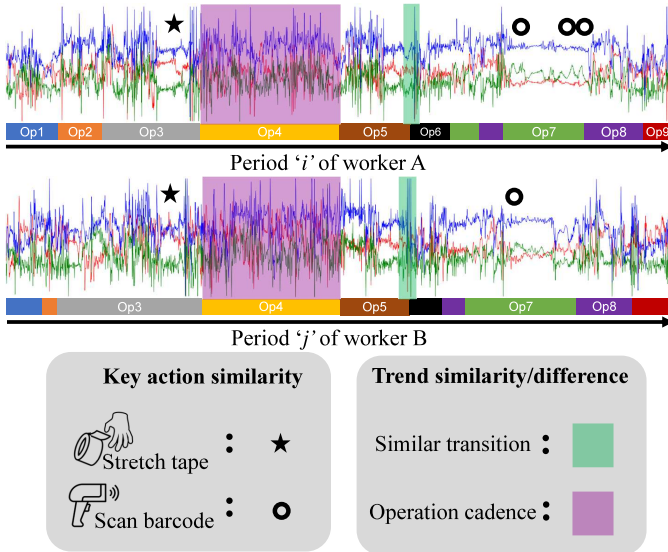 Op1 Op2 Op3 Op4 Op5 Op6 Op7 Op8 Op9
Period ‘i’ of worker A
Op3 Op4 Op5 Op7 Op8
Period ‘j’ of worker B
Key action similarity
Stretch tape :
Scan barcode :
Trend similarity/difference
Similar transition :
Operation cadence :